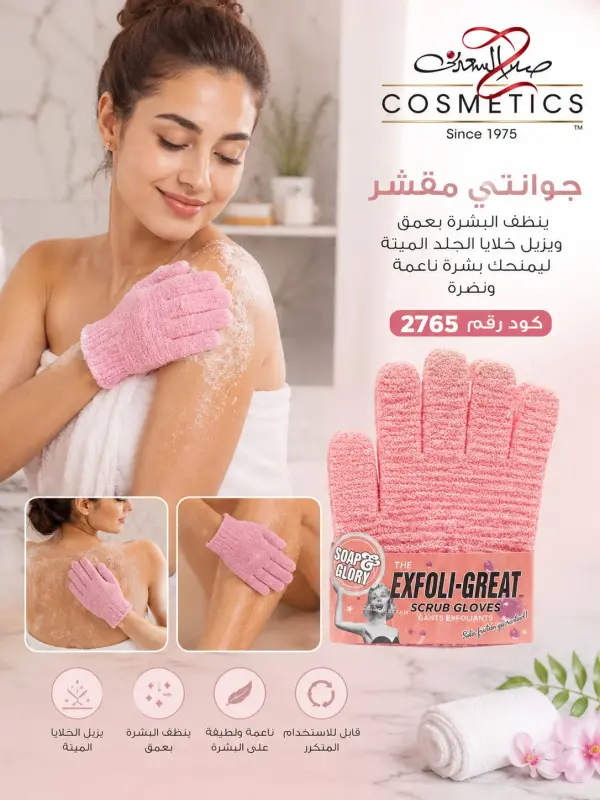 COSMETICS
TM
Since 1975
جوانتي مقشر
ينظف البشرة بعمق
ويزيل خلايا الجلد الميتة
ليمنحك بشرة ناعمة
ونضرة
كود رقم 2765
SOAP &
GLORY
THE
EXFOLI-GREAT
SCRUB GLOVES
GANTS EXFOLIANTS
قابل للاستخدام
المتكرر
ناعمة ولطيفة
على البشرة
ينظف البشرة
بعمق
يزيل الخلايا
الميتة